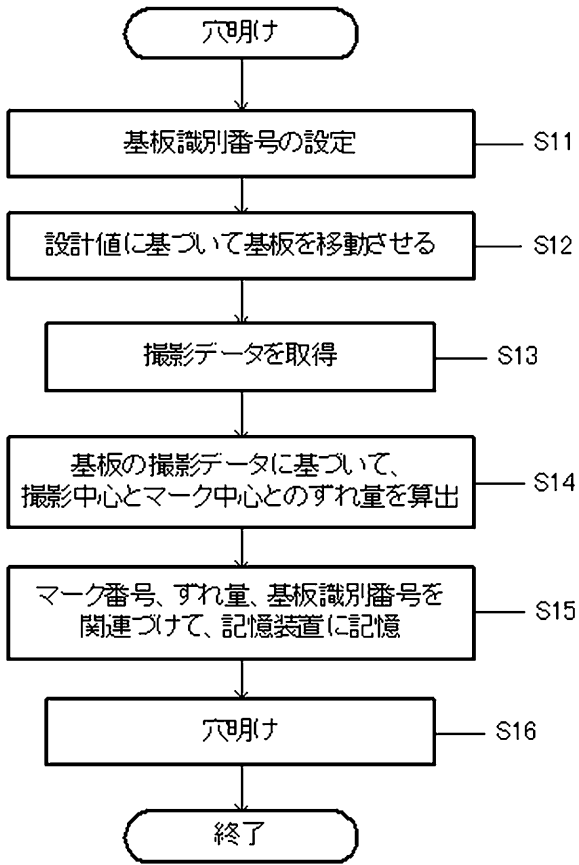 穴明け
基板識別番号の設定
S11
設計値に基づいて基板を移動させる
S12
撮影データを取得
S13
基板の撮影データに基づいて、
撮影中心とマーク中心とのずれ量を算出
S14
マーク番号、ずれ量、基板識別番号を
関連づけて、記憶装置に記憶
S15
穴明け
S16
終了